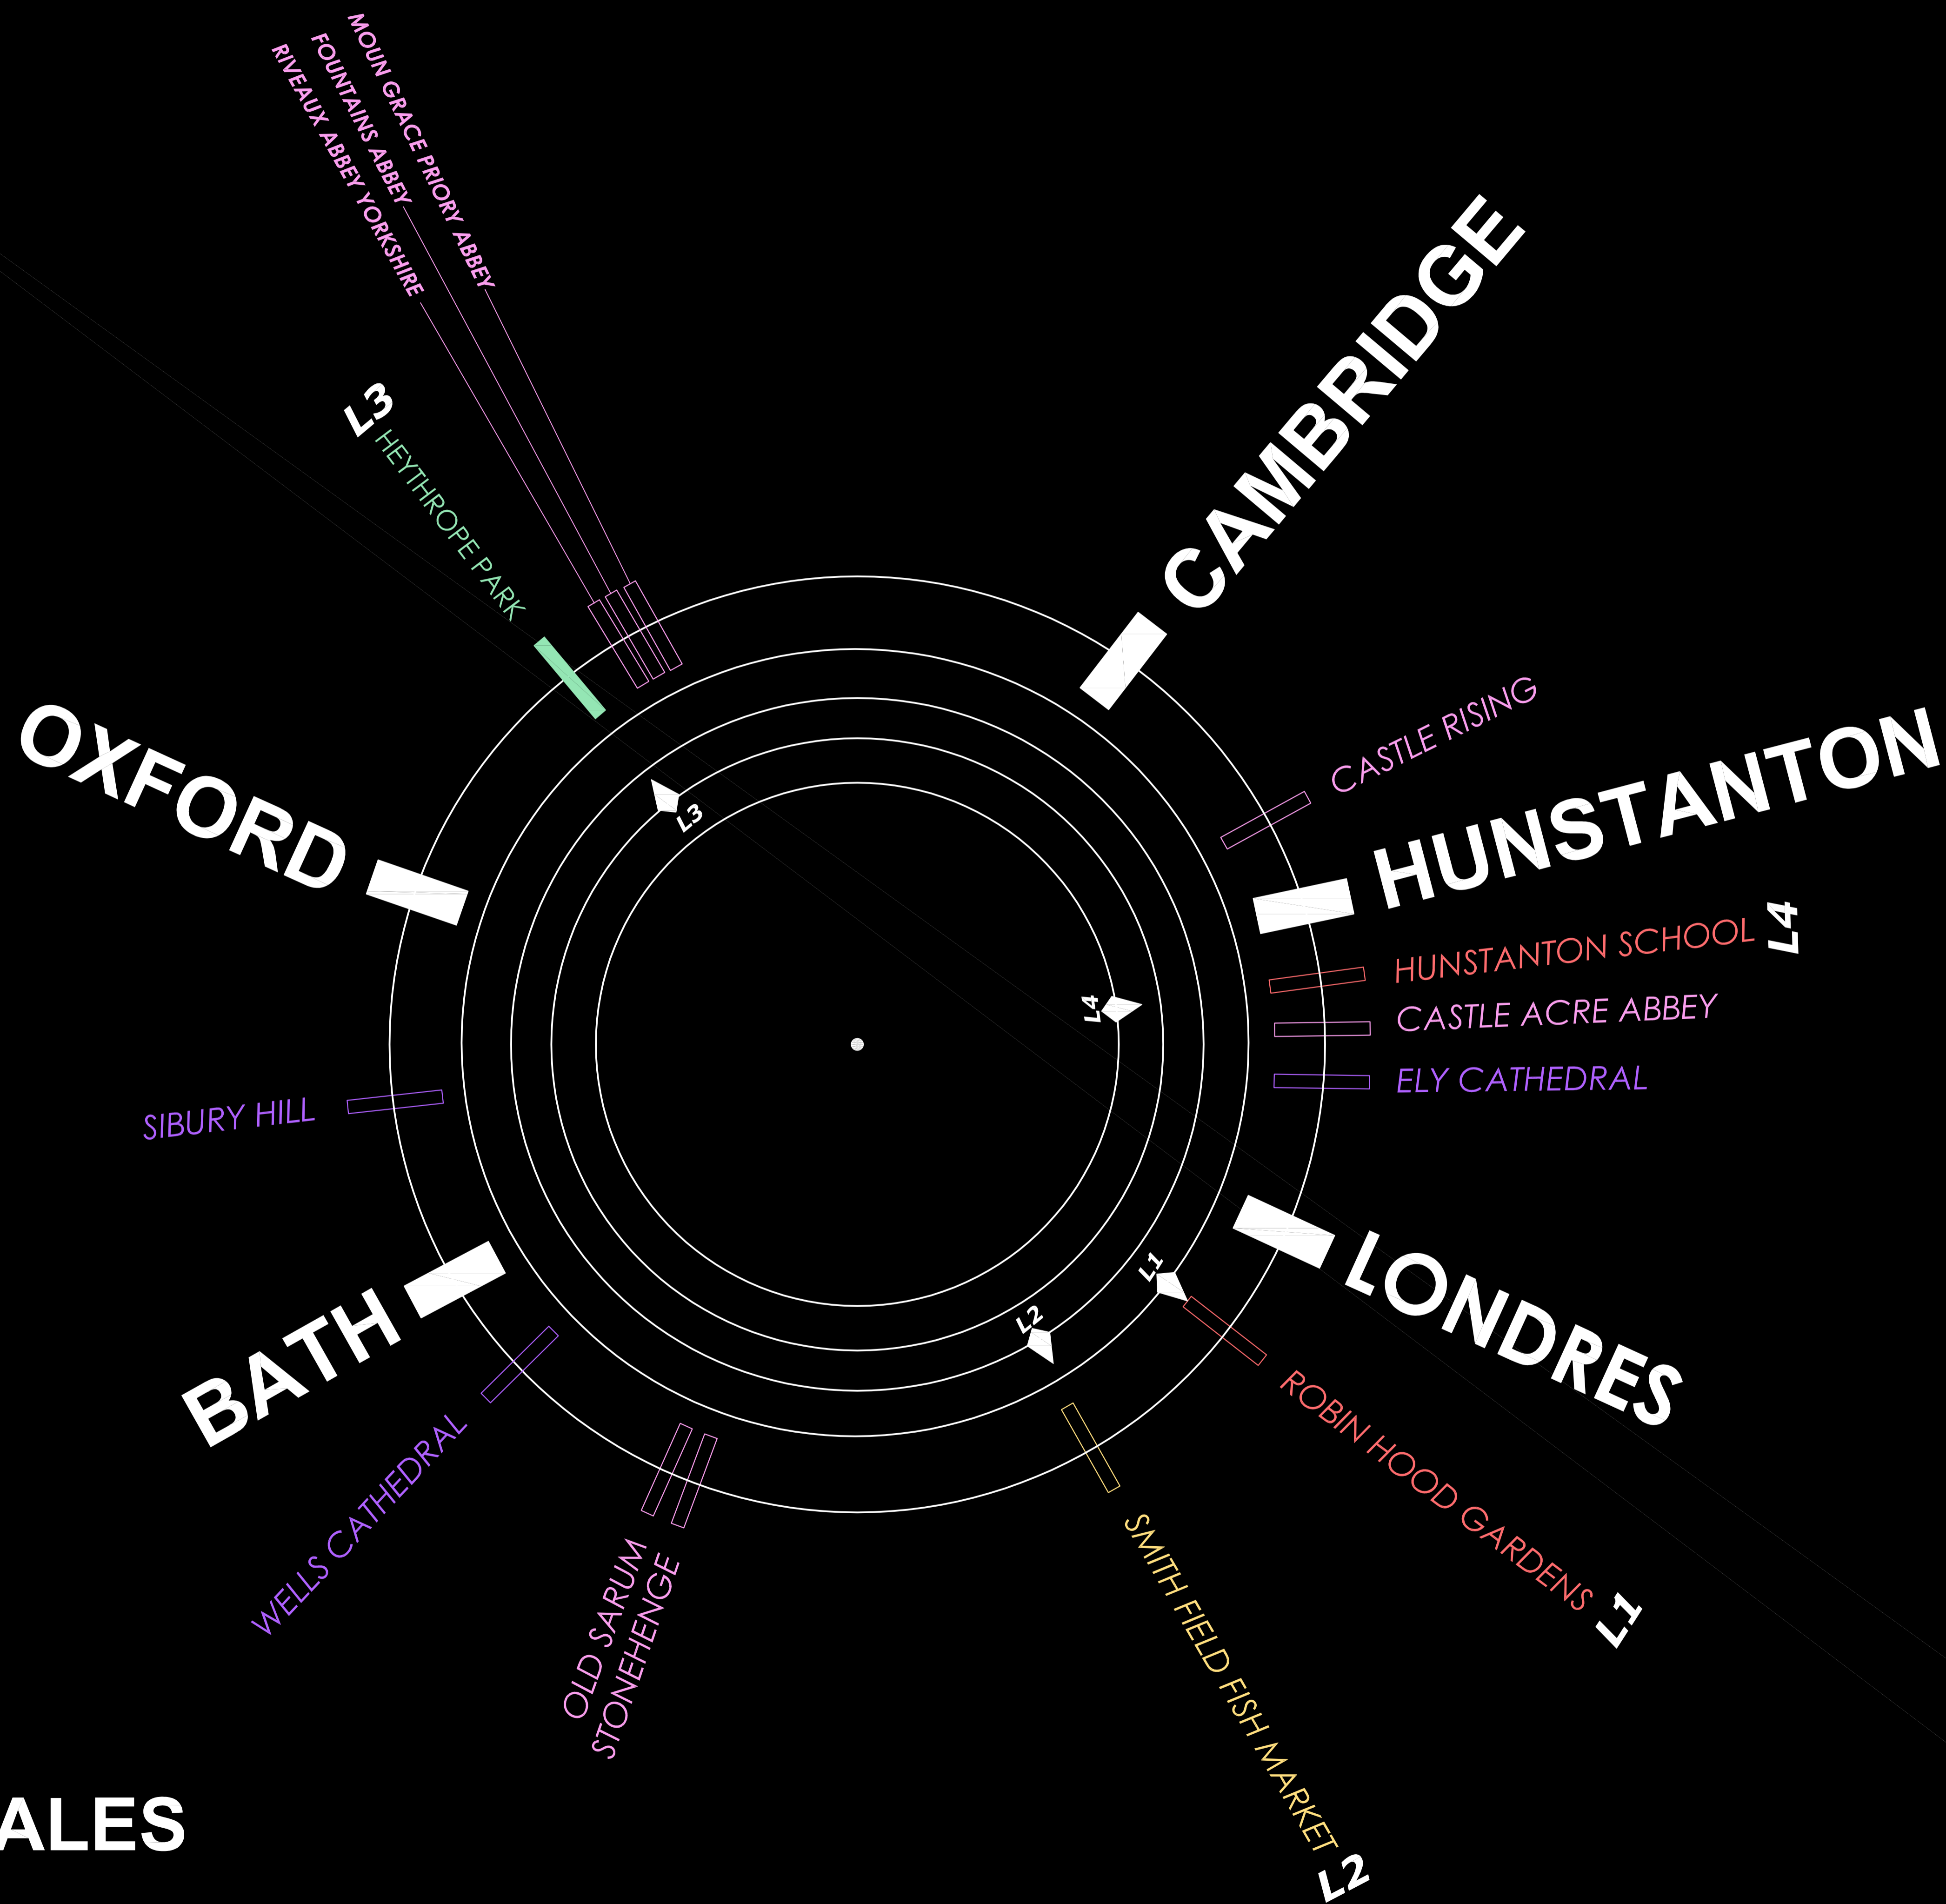 MOUN GRACE PRIORY ABBEY
FOUNTAINS ABBEY
RIVEAUX ABBEY YORKSHIRE
L3
HEYTHROPE PARK
CAMBRIDGE
CASTLE RISING
OXFORD
HUNSTANTON
L3
HUNSTANTON SCHOOL
L4
CASTLE ACRE ABBEY
L4
ELY CATHEDRAL
SIBURY HILL
LONDRES
L1
L2
BATH
ROBIN HOOD GARDENS
L1
WELLS CATHEDRAL
OLD SARUM
STONEHENGE
SMITH FIELD FISH MARKET
L2
ALES